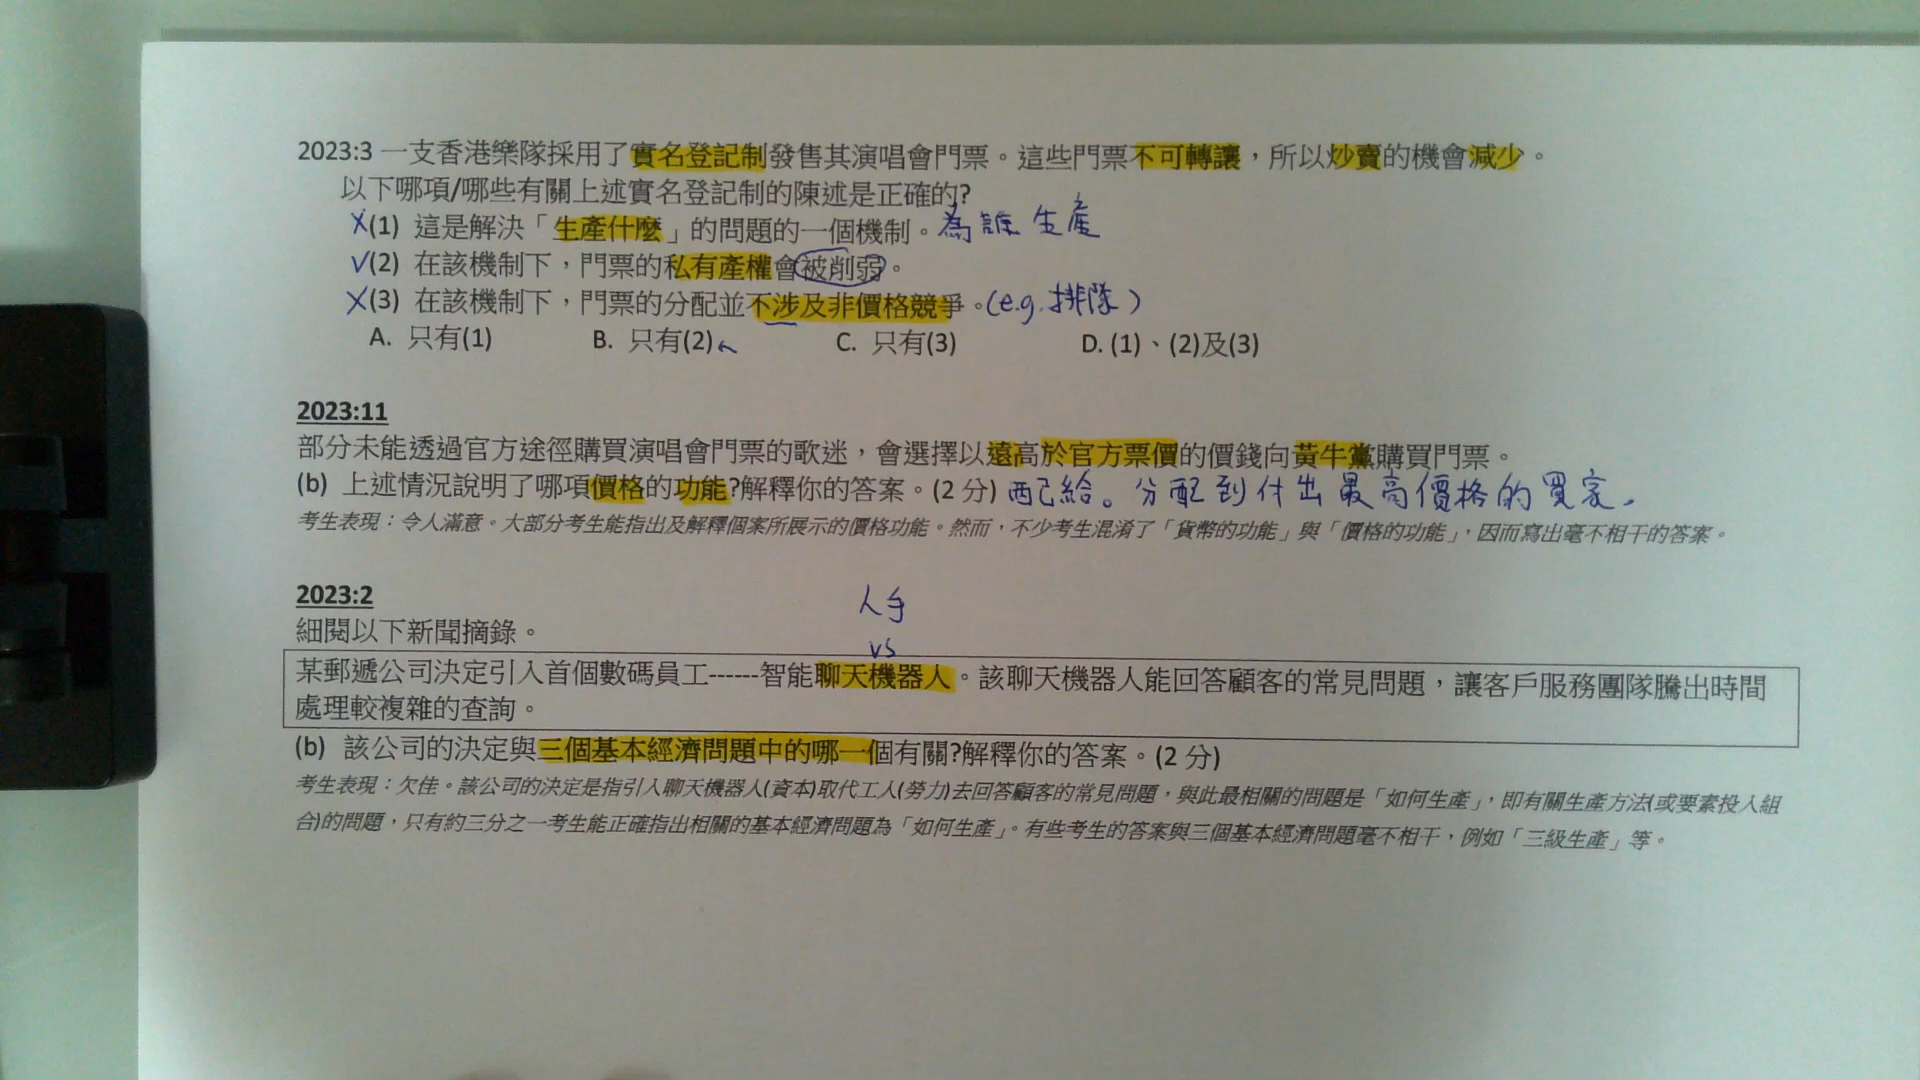 2023:3 一支香港樂隊採用了實名登記制發售其演唱會門票。這些門票不可轉讓，所以炒賣的機會減少。
以下哪項/哪些有關上述實名登記制的陳述是正確的?
X(1) 這是解決「生產什麼」的問題的一個機制。為誰生產
✓(2) 在該機制下，門票的私有產權會被削弱。
X(3) 在該機制下，門票的分配並不涉及非價格競爭。(e.g. 排隊)
A. 只有(1) B. 只有(2) C. 只有(3) D. (1)、(2)及(3)
2023:11
部分未能透過官方途徑購買演唱會門票的歌迷，會選擇以遠高於官方票價的價錢向黃牛黨購買門票。
(b) 上述情況說明了哪項價格的功能?解釋你的答案。(2 分) 配給。分配到付出最高價格的買家。
考生表現：令人滿意。大部分考生能指出及解釋個案所展示的價格功能。然而，不少考生混淆了「貨幣的功能」與「價格的功能」，因而寫出毫不相干的答案。
2023:2
人手
細閱以下新聞摘錄。
vs
某郵遞公司決定引入首個數碼員工------智能聊天機器人。該聊天機器人能回答顧客的常見問題，讓客戶服務團隊騰出時間
處理較複雜的查詢。
(b) 該公司的決定與三個基本經濟問題中的哪一個有關?解釋你的答案。(2 分)
考生表現：欠佳。該公司的決定是指引入聊天機器人(資本)取代工人(勞力)去回答顧客的常見問題，與此最相關的問題是「如何生產」，即有關生產方法(或要素投入組
合)的問題，只有約三分之一考生能正確指出相關的基本經濟問題為「如何生產」。有些考生的答案與三個基本經濟問題毫不相干，例如「三級生產」等。